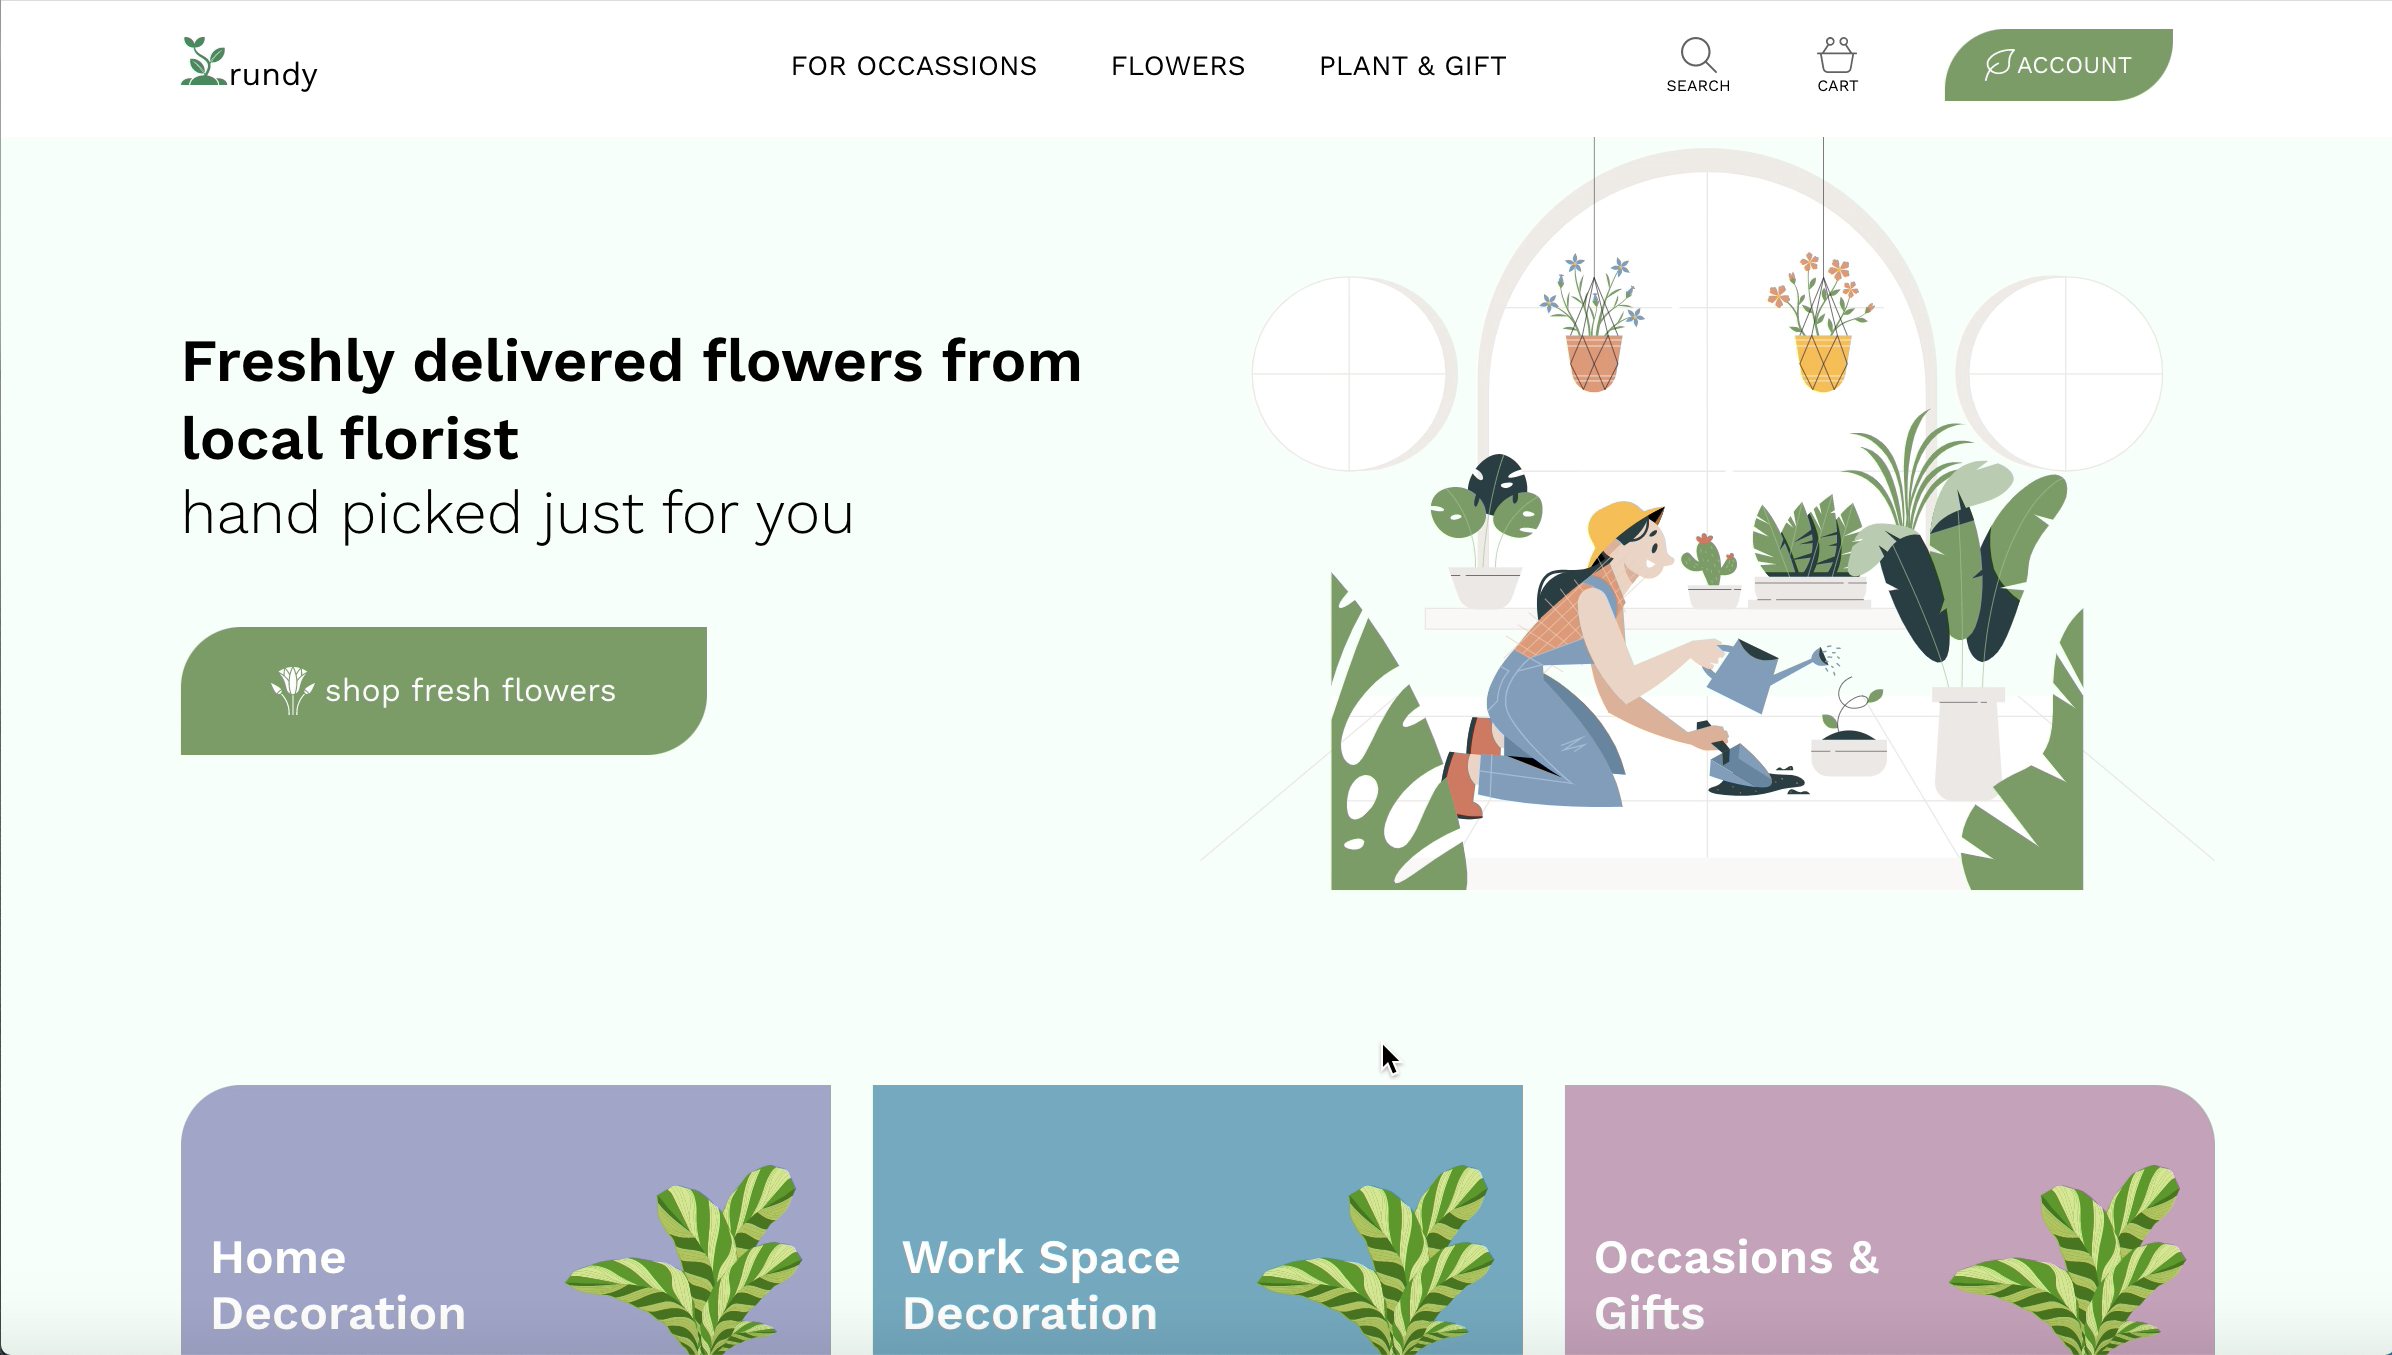 rundy
FOR OCCASSIONS
FLOWERS
PLANT & GIFT
SEARCH
CART
ACCOUNT
Freshly delivered flowers from
local florist
hand picked just for you
shop fresh flowers
Home
Decoration
Work Space
Decoration
Occasions &
Gifts